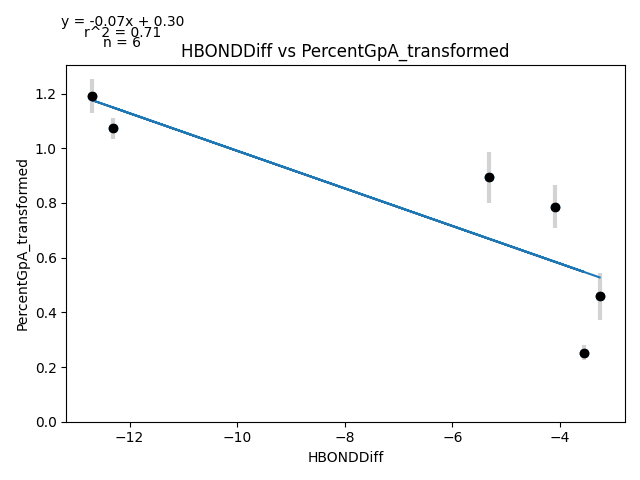 y = -0.07x + 0.30
r^2 = 0.71
n = 6
HBONDDiff vs PercentGpA_transformed
PercentGpA_transformed
1.2
1.0
0.8
0.6
0.4
0.2
0.0
−12
−10
−8
−6
−4
HBONDDiff